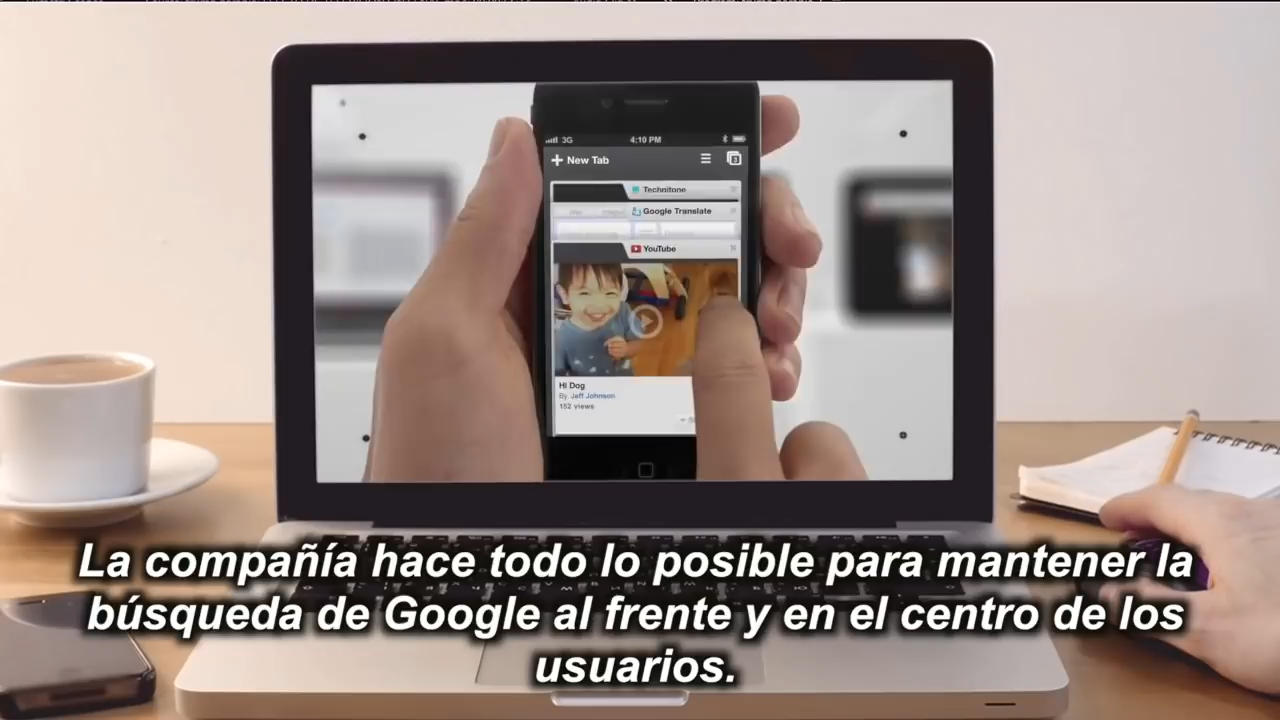 3G 4:10 PM
New Tab 3
Technitone
Google Translate
YouTube
Hi Dog
By. Jeff Johnson
152 views
La compañía hace todo lo posible para mantener la
búsqueda de Google al frente y en el centro de los
usuarios.